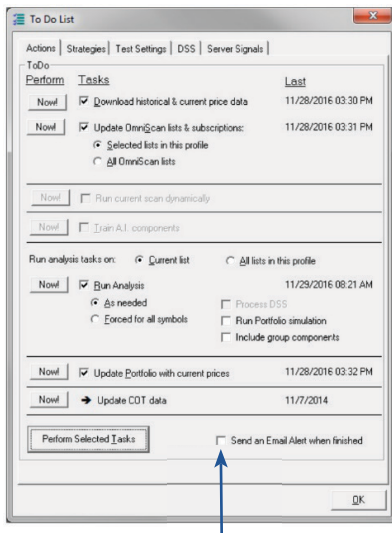 To Do List
Actions Strategies Test Settings DSS Server Signals
ToDo
Perform Tasks Last
Now! Download historical & current price data 11/28/2016 03:30 PM
Now! Update OmniScan lists & subscriptions: 11/28/2016 03:31 PM
Selected lists in this profile
All OmniScan lists
Now! Run current scan dynamically
Now! Train A.I. components
Run analysis tasks on: Current list All lists in this profile
Now! Run Analysis 11/29/2016 08:21 AM
As needed Process DSS
Forced for all symbols Run Portfolio simulation
Include group components
Now! Update Portfolio with current prices 11/28/2016 03:32 PM
Now! Update COT data 11/7/2014
Perform Selected Tasks Send an Email Alert when finished
OK